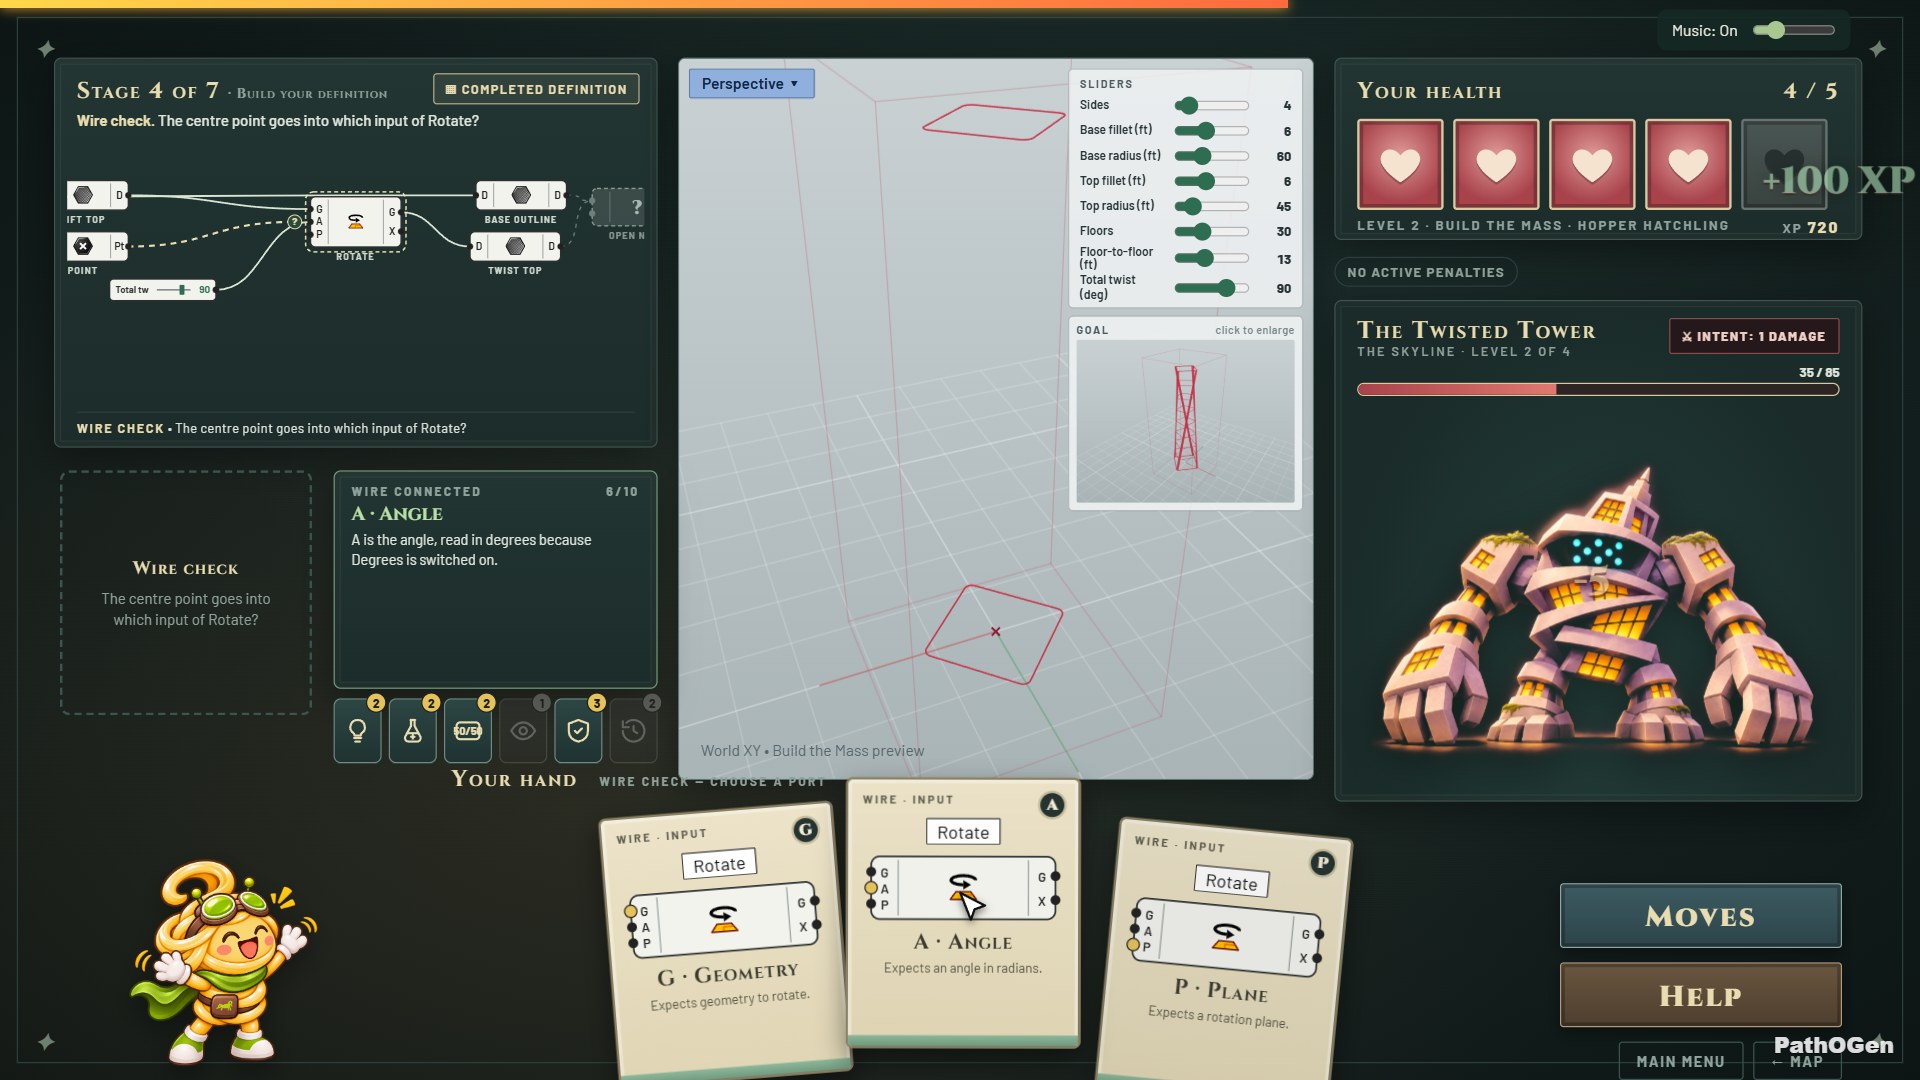 Music: On
Stage 4 of 7 · Build your definition
COMPLETED DEFINITION
Wire check. The centre point goes into which input of Rotate?
D
IFT TOP
Pt
POINT
Total tw 90
?
G
A
P
G
X
ROTATE
D D
BASE OUTLINE
D D
TWIST TOP
?
OPEN N
WIRE CHECK • The centre point goes into which input of Rotate?
Wire check
The centre point goes into
which input of Rotate?
WIRE CONNECTED 6/10
A · Angle
A is the angle, read in degrees because
Degrees is switched on.
2 2 2 1 3 2
50/50
Perspective
SLIDERS
Sides 4
Base fillet (ft) 6
Base radius (ft) 60
Top fillet (ft) 6
Top radius (ft) 45
Floors 30
Floor-to-floor (ft) 13
Total twist (deg) 90
GOAL click to enlarge
World XY • Build the Mass preview
Your health 4 / 5
+100 XP
LEVEL 2 · BUILD THE MASS · HOPPER HATCHLING XP 720
NO ACTIVE PENALTIES
The Twisted Tower
INTENT: 1 DAMAGE
THE SKYLINE · LEVEL 2 OF 4
35 / 85
-5
Your hand WIRE CHECK – CHOOSE A PORT
WIRE · INPUT G
Rotate
G
A
P
G
X
G · Geometry
Expects geometry to rotate.
WIRE · INPUT A
Rotate
G
A
P
G
X
A · Angle
Expects an angle in radians.
WIRE · INPUT P
Rotate
G
A
P
G
X
P · Plane
Expects a rotation plane.
Moves
Help
MAIN MENU
← MAP
PathOGen